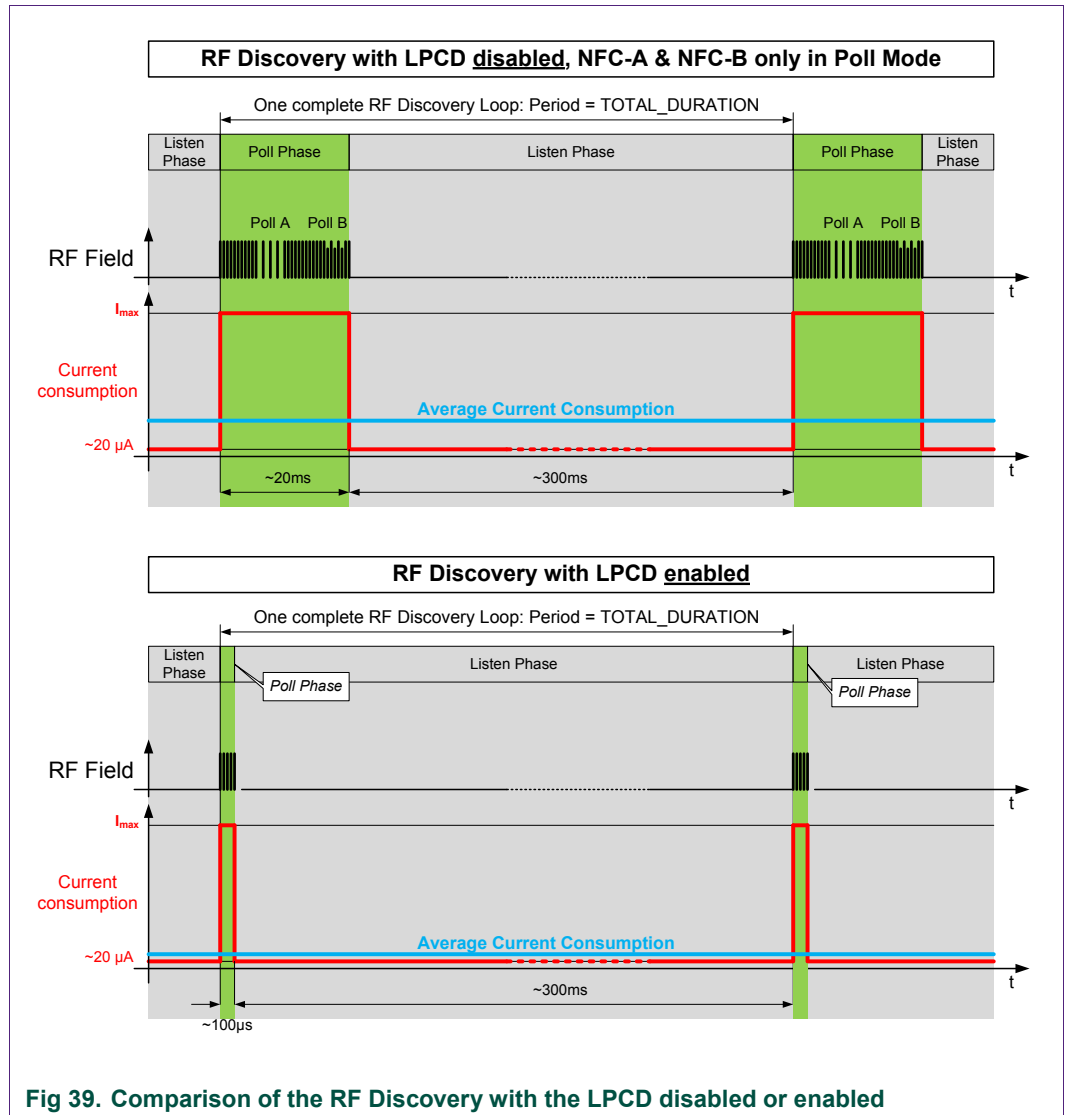 RF Discovery with LPCD disabled, NFC-A & NFC-B only in Poll Mode
One complete RF Discovery Loop: Period = TOTAL_DURATION
Listen
Phase
Poll Phase
Listen Phase
Poll Phase
Listen
Phase
Poll A
Poll B
Poll A
Poll B
RF Field
t
Imax
Current
consumption
Average Current Consumption
~20 µA
t
~20ms
~300ms
RF Discovery with LPCD enabled
One complete RF Discovery Loop: Period = TOTAL_DURATION
Listen
Phase
Listen Phase
Listen Phase
Poll Phase
Poll Phase
RF Field
t
Imax
Current
consumption
Average Current Consumption
~20 µA
t
~300ms
~100µs
Fig 39. Comparison of the RF Discovery with the LPCD disabled or enabled